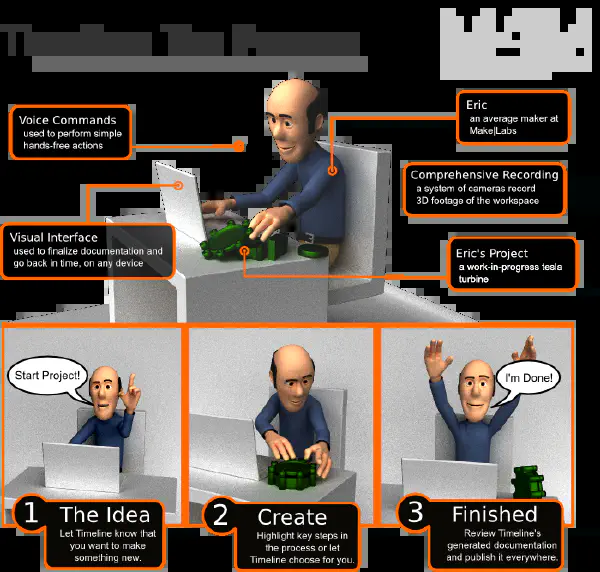 Voice Commands
used to perform simple
hands-free actions
Eric
an average maker at
Make|Labs
Comprehensive Recording
a system of cameras record
3D footage of the workspace
Visual Interface
used to finalize documentation and
go back in time, on any device
Eric's Project
a work-in-progress tesla
turbine
Start Project!
I'm Done!
1 The Idea
Let Timeline know that
you want to make
something new.
2 Create
Highlight key steps in
the process or let
Timeline choose for you.
3 Finished
Review Timeline's
generated documentation
and publish it everywhere.